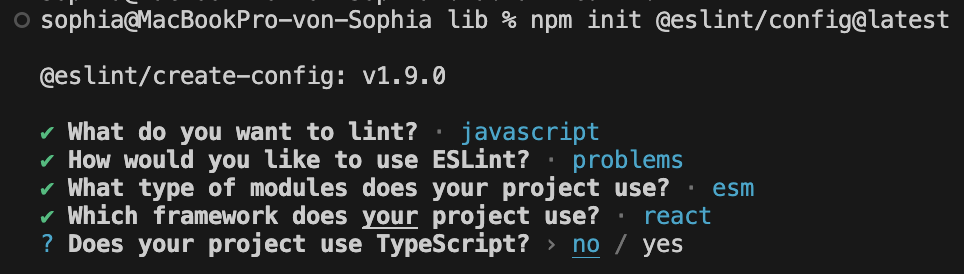 sophia@MacBookPro-von-Sophia lib % npm init @eslint/config@latest
@eslint/create-config: v1.9.0
✔ What do you want to lint? · javascript
✔ How would you like to use ESLint? · problems
✔ What type of modules does your project use? · esm
✔ Which framework does your project use? · react
? Does your project use TypeScript? › no / yes